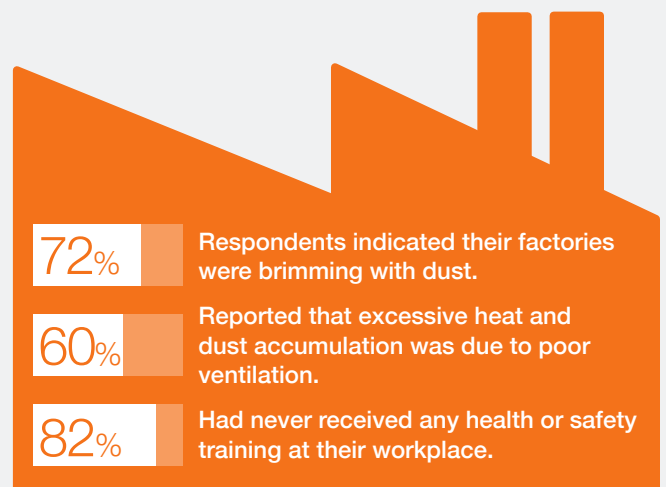 72%
Respondents indicated their factories
were brimming with dust.
60%
Reported that excessive heat and
dust accumulation was due to poor
ventilation.
82%
Had never received any health or safety
training at their workplace.